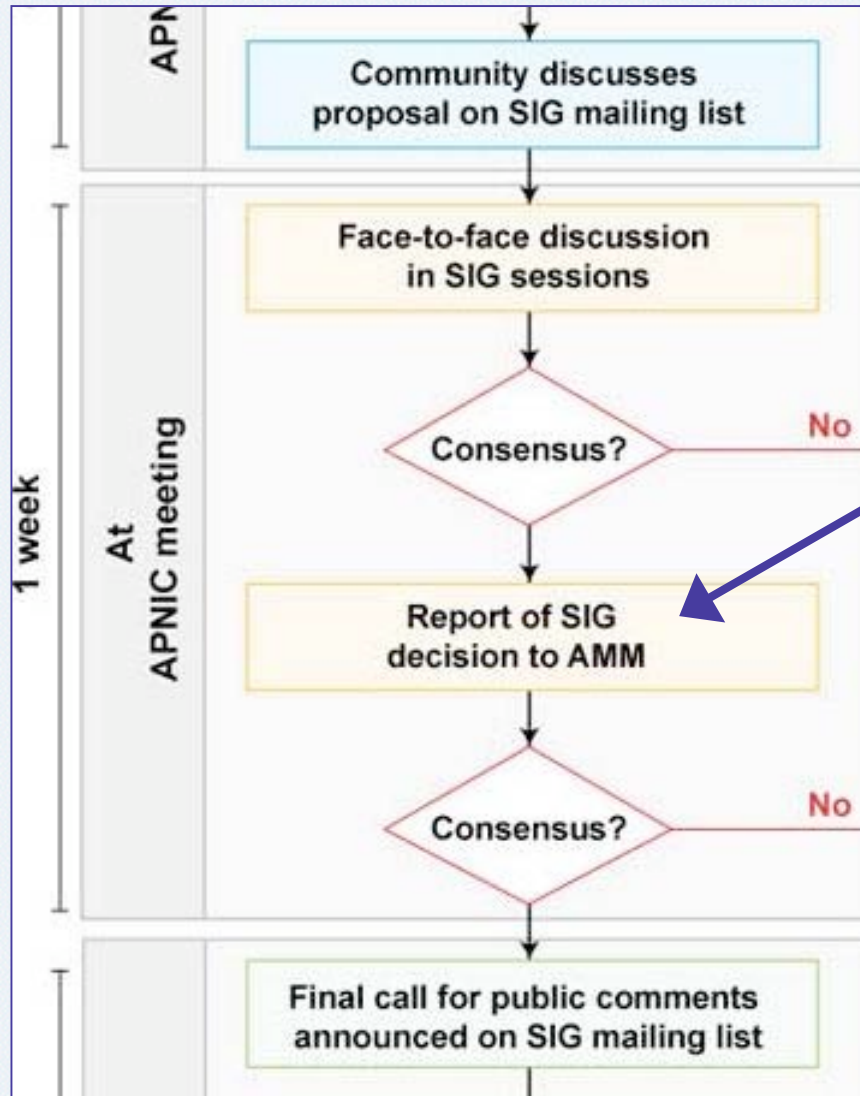 APN
Community discusses
proposal on SIG mailing list
1 week
At
APNIC meeting
Face-to-face discussion
in SIG sessions
Consensus?
No
Report of SIG
decision to AMM
Consensus?
No
Final call for public comments
announced on SIG mailing list